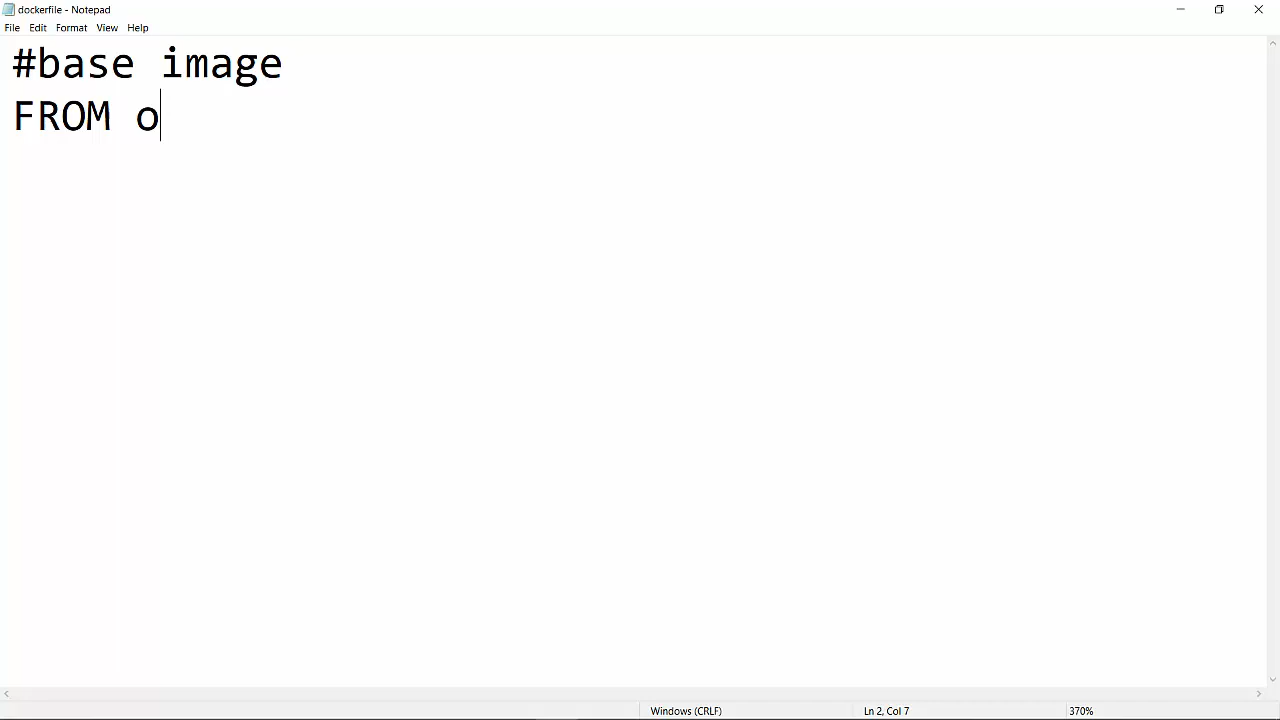 dockerfile - Notepad
File Edit Format View Help
#base image
FROM o
Windows (CRLF) Ln 2, Col 7 370%